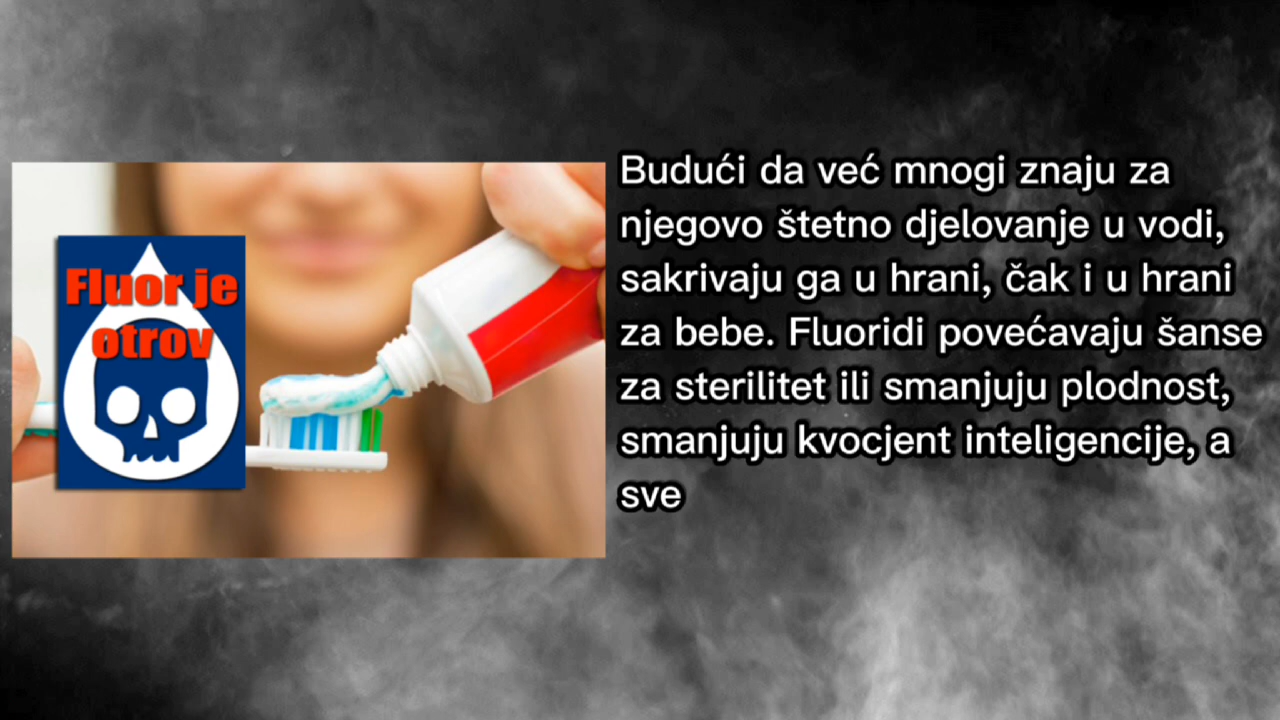 Fluor je
otrov
Budući da već mnogi znaju za
njegovo štetno djelovanje u vodi,
sakrivaju ga u hrani, čak i u hrani
za bebe. Fluoridi povećavaju šanse
za sterilitet ili smanjuju plodnost,
smanjuju kvocjent inteligencije, a
sve